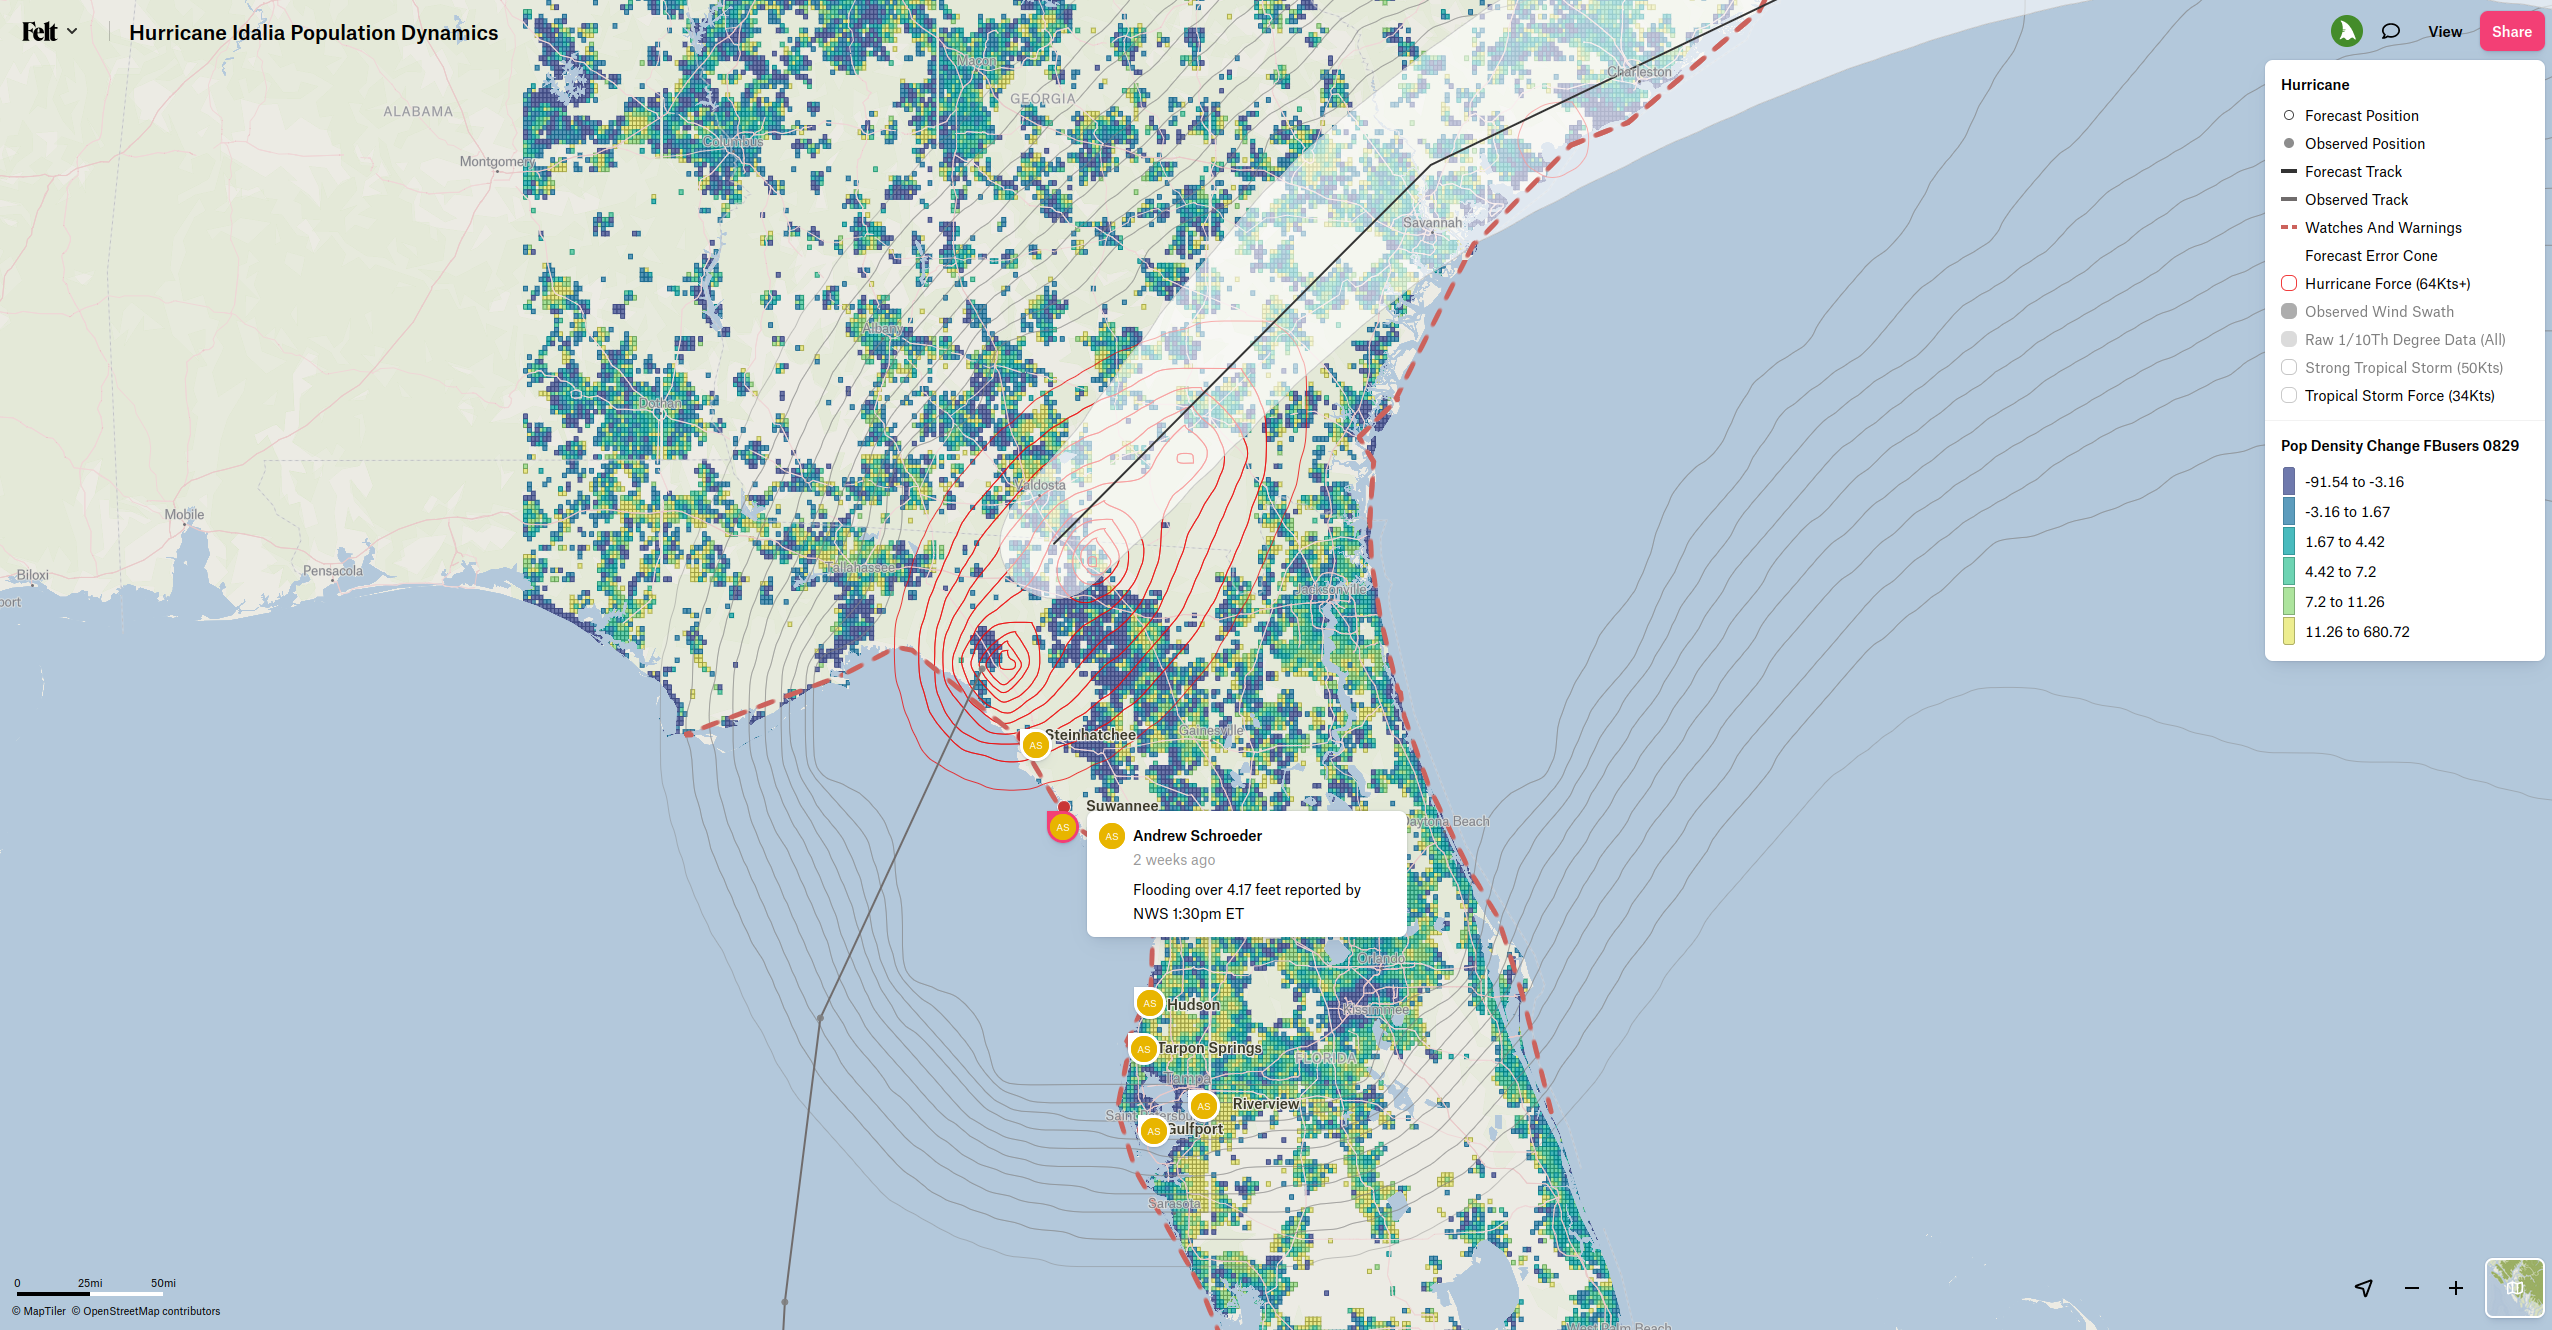 Felt
Hurricane Idalia Population Dynamics
View
Share
Hurricane
Forecast Position
Observed Position
Forecast Track
Observed Track
Watches And Warnings
Forecast Error Cone
Hurricane Force (64Kts+)
Observed Wind Swath
Raw 1/10Th Degree Data (All)
Strong Tropical Storm (50Kts)
Tropical Storm Force (34Kts)
Pop Density Change FBusers 0829
-91.54 to -3.16
-3.16 to 1.67
1.67 to 4.42
4.42 to 7.2
7.2 to 11.26
11.26 to 680.72
Macon
Charleston
GEORGIA
ALABAMA
Columbus
Montgomery
Savannah
Albany
Dothan
Valdosta
Mobile
Tallahassee
Biloxi
Pensacola
Jacksonville
port
Gainesville
AS
Steinhatchee
Suwannee
AS
Daytona Beach
AS
Andrew Schroeder
2 weeks ago
Flooding over 4.17 feet reported by
NWS 1:30pm ET
Orlando
AS
Hudson
Kissimmee
AS
Tarpon Springs
FLORIDA
Tampa
AS
Riverview
AS
Gulfport
Sarasota
West Palm Beach
0 25mi 50mi
© MapTiler © OpenStreetMap contributors